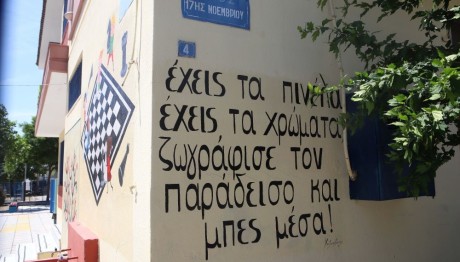 17ΗΣ ΝΟΕΜΒΡΙΟΥ
4
έχεις τα πινέλα
έχεις τα χρώματα
ζωγράφισε τον
παράδεισο και
μπες μέσα!